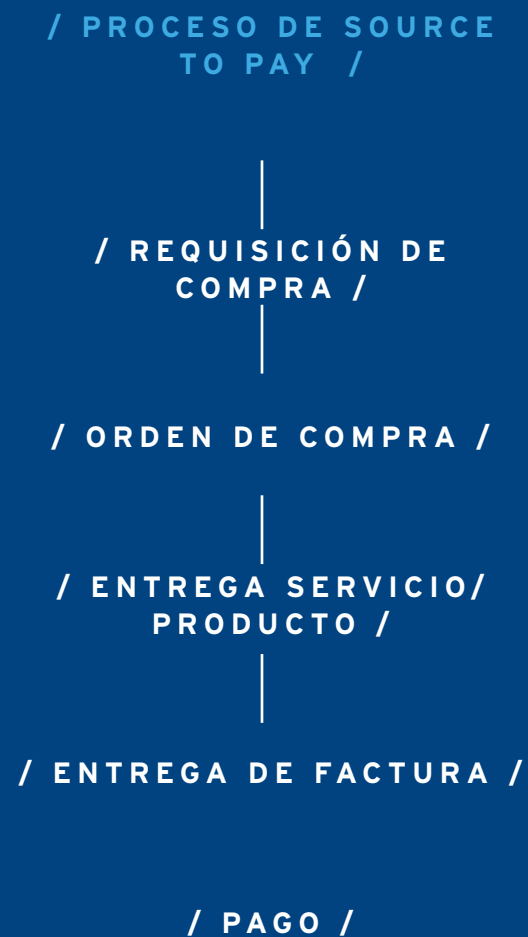 / PROCESO DE SOURCE
TO PAY /
/ REQUISICIÓN DE
COMPRA /
/ ORDEN DE COMPRA /
/ ENTREGA SERVICIO/
PRODUCTO /
/ ENTREGA DE FACTURA /
/ PAGO /